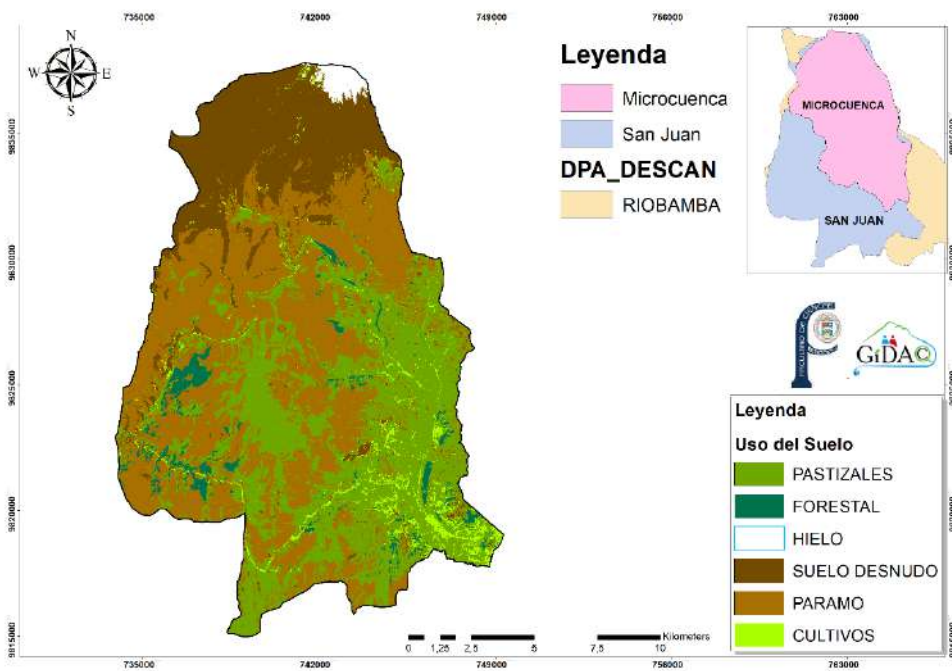 735000 742000 749000 756000 763000
N
W E
S
Leyenda
Microcuenca
San Juan
DPA_DESCAN
RIOBAMBA
MICROCUENCA
SAN JUAN
9855000
9830000
9825000
9820000
9815000
GIDAC
Leyenda
Uso del Suelo
PASTIZALES
FORESTAL
HIELO
SUELO DESNUDO
PARAMO
CULTIVOS
Kilometers
0 1,25 2,5 5 7,5 10
735000 742000 749000 756000 763000